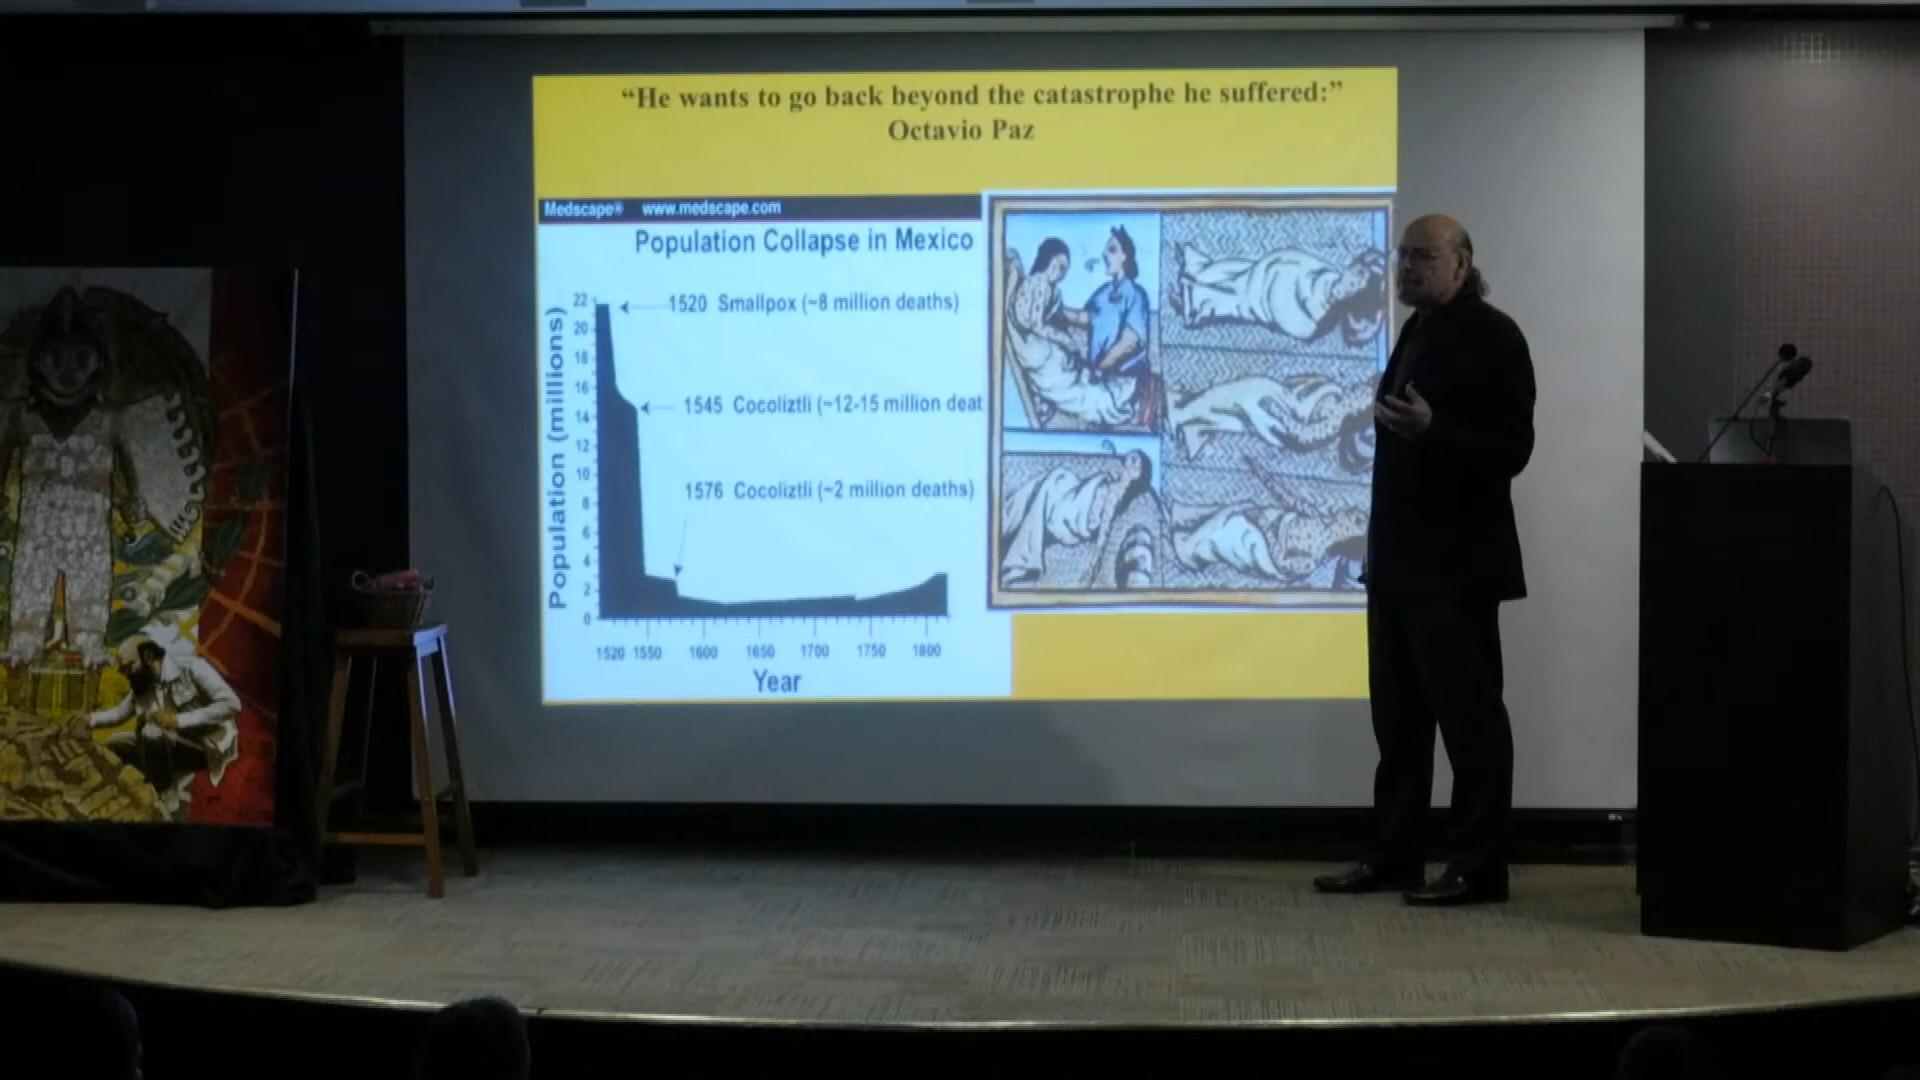 “He wants to go back beyond the catastrophe he suffered:”
Octavio Paz
Medscape® www.medscape.com
Population Collapse in Mexico
1520 Smallpox (~8 million deaths)
1545 Cocoliztli (~12-15 million deat
1576 Cocoliztli (~2 million deaths)
Population (millions)
22
20
18
16
14
12
10
8
6
4
2
0
1520 1550 1600 1650 1700 1750 1800
Year